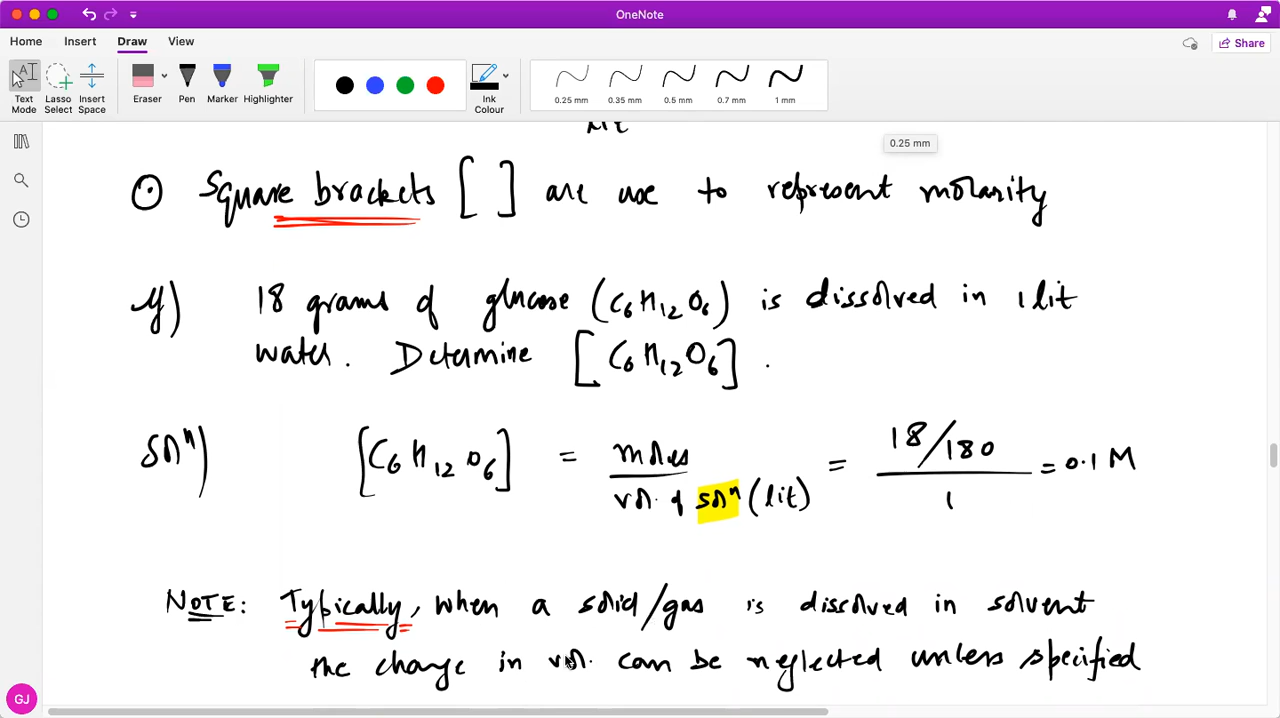 OneNote
Home Insert Draw View
Share
Text Mode
Lasso Select
Insert Space
Eraser
Pen
Marker
Highlighter
Ink Colour
0.25 mm
0.35 mm
0.5 mm
0.7 mm
1 mm
0.25 mm
lit
Square brackets [ ] are use to represent molarity
eg) 18 grams of glucose (C6H12O6) is dissolved in 1 lit
water. Determine [C6H12O6].
Solⁿ) [C6H12O6] = moles / vol. of solⁿ (lit) = 18/180 / 1 = 0.1 M
NOTE: Typically, when a solid/gas is dissolved in solvent
the change in vol. can be neglected unless specified
GJ